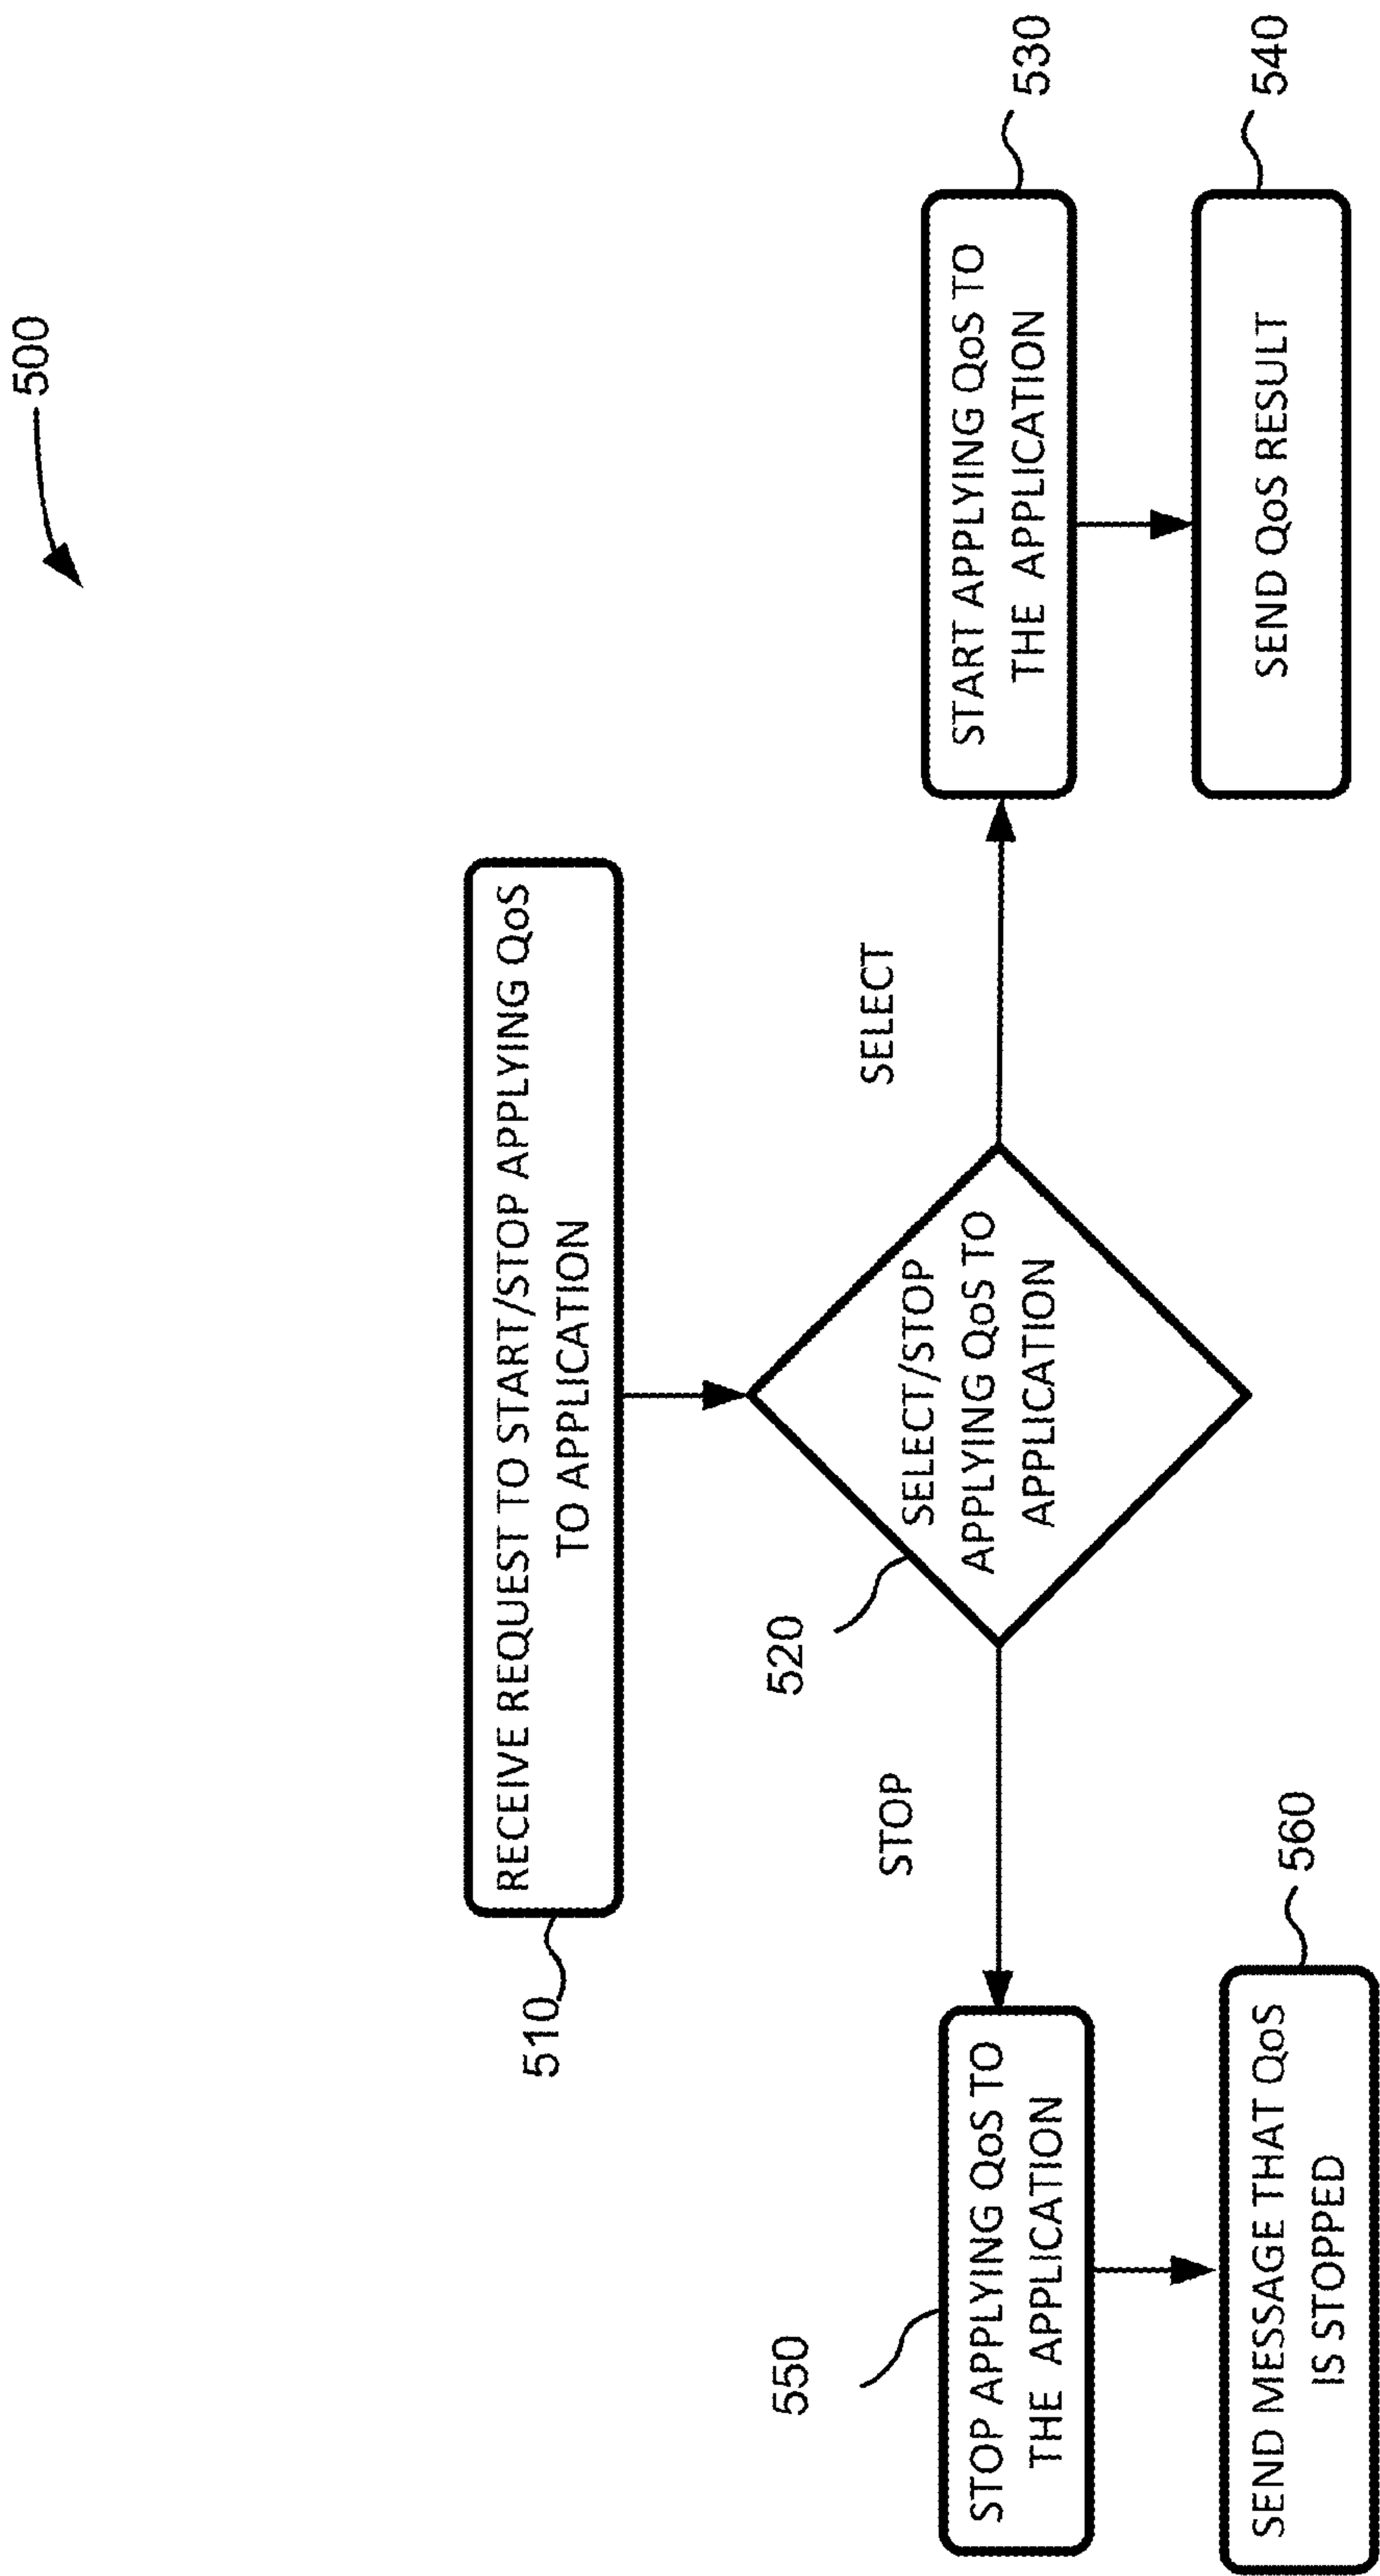 500
RECEIVE REQUEST TO START/STOP APPLYING QoS
TO APPLICATION
510
520
SELECT/STOP
APPLYING QoS TO
APPLICATION
STOP
SELECT
550
STOP APPLYING QoS TO
THE APPLICATION
START APPLYING QoS TO
THE APPLICATION
530
SEND MESSAGE THAT QoS
IS STOPPED
560
SEND QoS RESULT
540